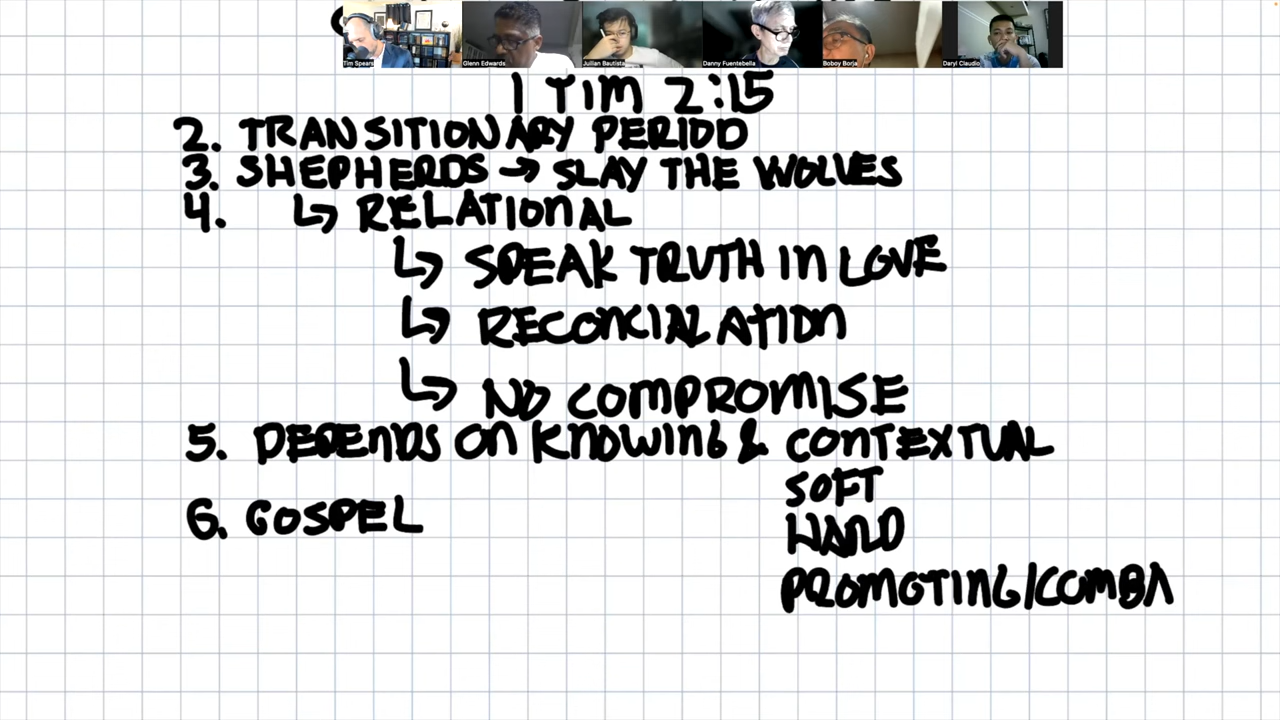 Tim Spears
Glenn Edwards
Julian Bautista
Danny Fuentebella
Boboy Borja
Daryl Claudio
1 TIM 2:15
2. TRANSITIONARY PERIOD
3. SHEPHERDS → SLAY THE WOLVES
4. ↳ RELATIONAL
↳ SPEAK TRUTH IN LOVE
↳ RECONCIALATION
↳ NO COMPROMISE
5. DEPENDS ON KNOWING & CONTEXTUAL
SOFT
HARD
6. GOSPEL
PROMOTING/COMBA